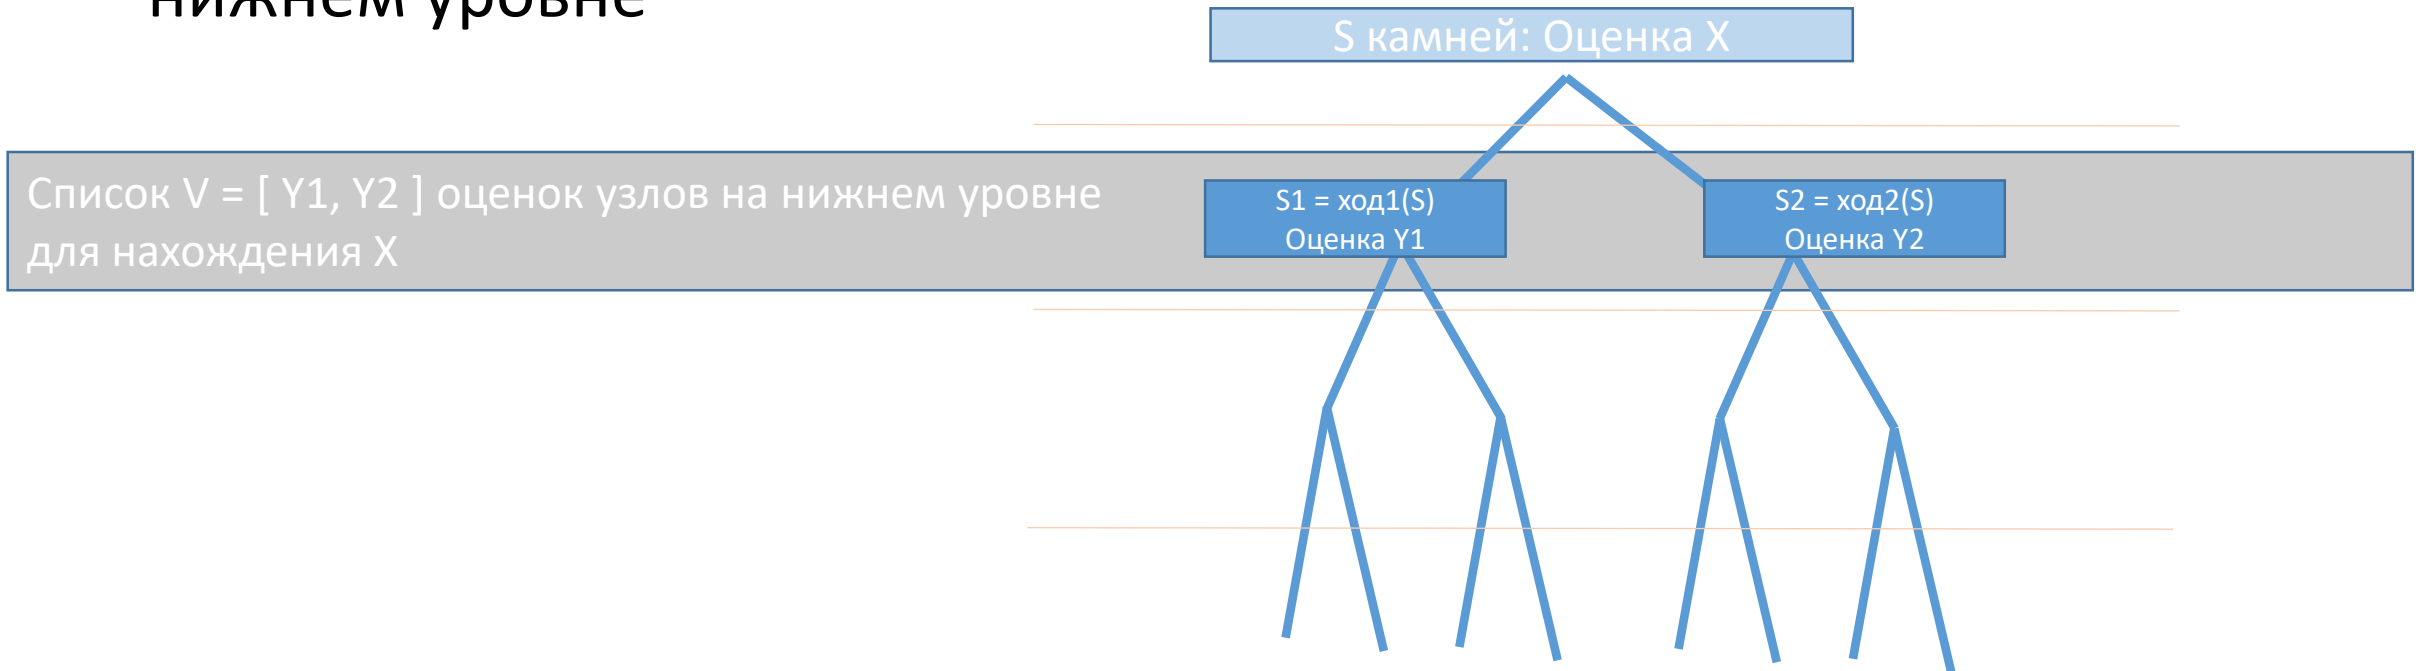 нижнем уровне
S камней: Оценка X
Список V = [ Y1, Y2 ] оценок узлов на нижнем уровне
для нахождения X
S1 = ход1(S)
Оценка Y1
S2 = ход2(S)
Оценка Y2